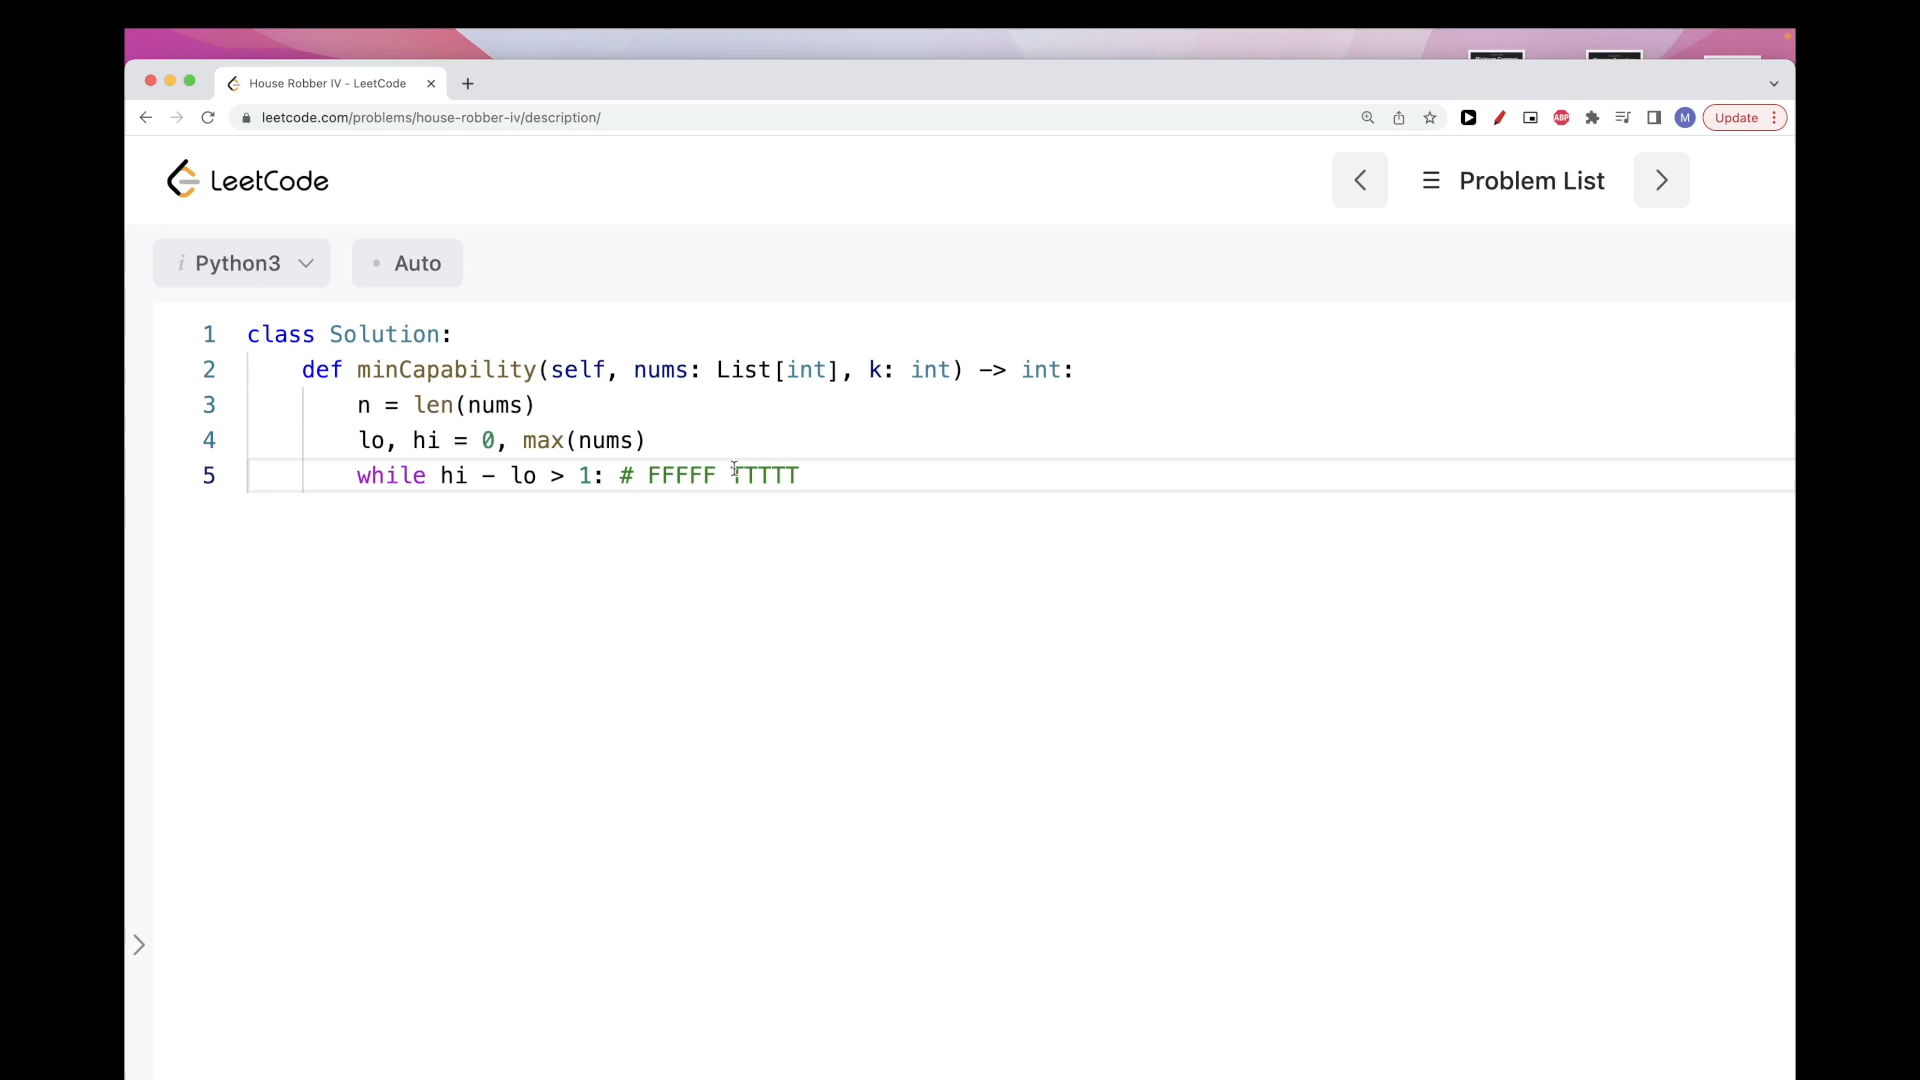 House Robber IV - LeetCode
leetcode.com/problems/house-robber-iv/description/
ABP
M
Update
LeetCode
Problem List
i Python3
Auto
1 class Solution:
2 def minCapability(self, nums: List[int], k: int) -> int:
3 n = len(nums)
4 lo, hi = 0, max(nums)
5 while hi - lo > 1: # FFFFF TTTTT